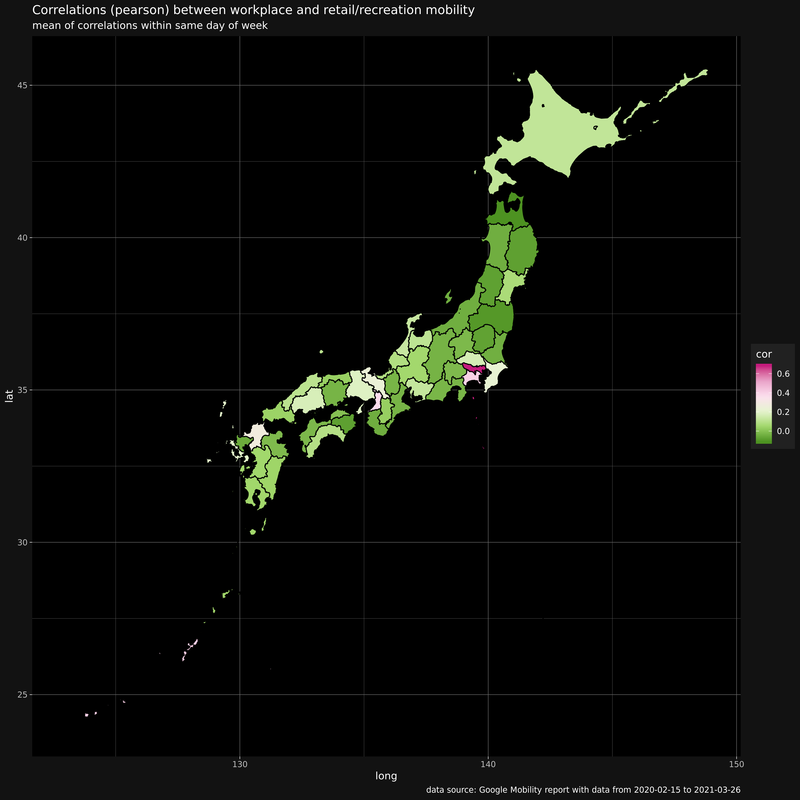 Correlations (pearson) between workplace and retail/recreation mobility
mean of correlations within same day of week
45
40
35
30
25
lat
130
140
150
long
cor
0.6
0.4
0.2
0.0
data source: Google Mobility report with data from 2020-02-15 to 2021-03-26